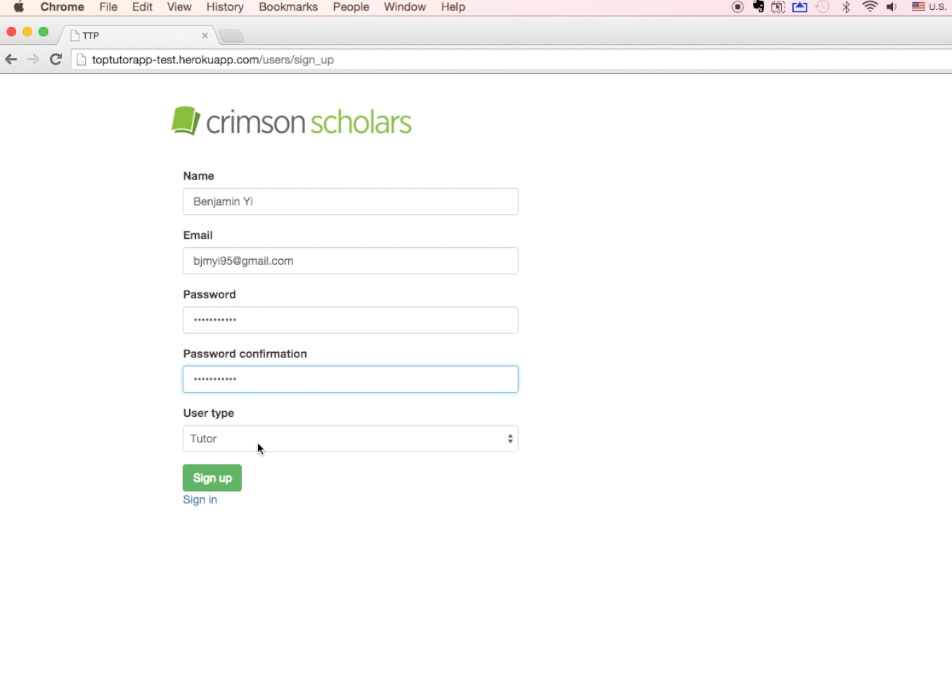 Chrome File Edit View History Bookmarks People Window Help U.S.
TTP
toptutorapp-test.herokuapp.com/users/sign_up
crimson scholars
Name
Benjamin Yi
Email
bjmyi95@gmail.com
Password
•••••••••••
Password confirmation
•••••••••••
User type
Tutor
Sign up
Sign in